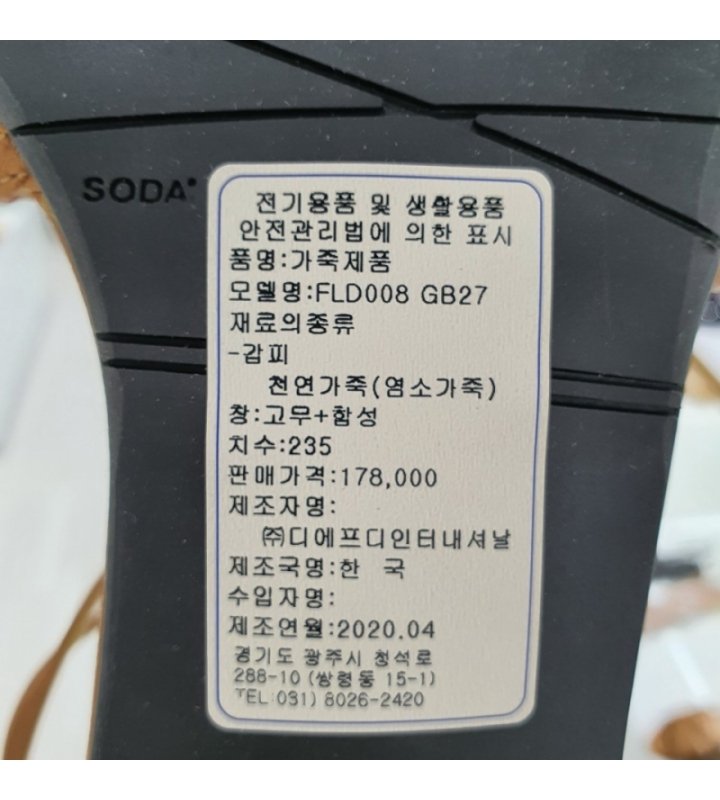 SODA
전기용품 및 생활용품
안전관리법에 의한 표시
품명:가죽제품
모델명:FLD008 GB27
재료의종류
-갑피
천연가죽(염소가죽)
창:고무+합성
치수:235
판매가격:178,000
제조자명:
㈜디에프디인터내셔날
제조국명:한 국
수입자명:
제조연월:2020.04
경기도 광주시 청석로
288-10 (쌍령동 15-1)
TEL:031) 8026-2420